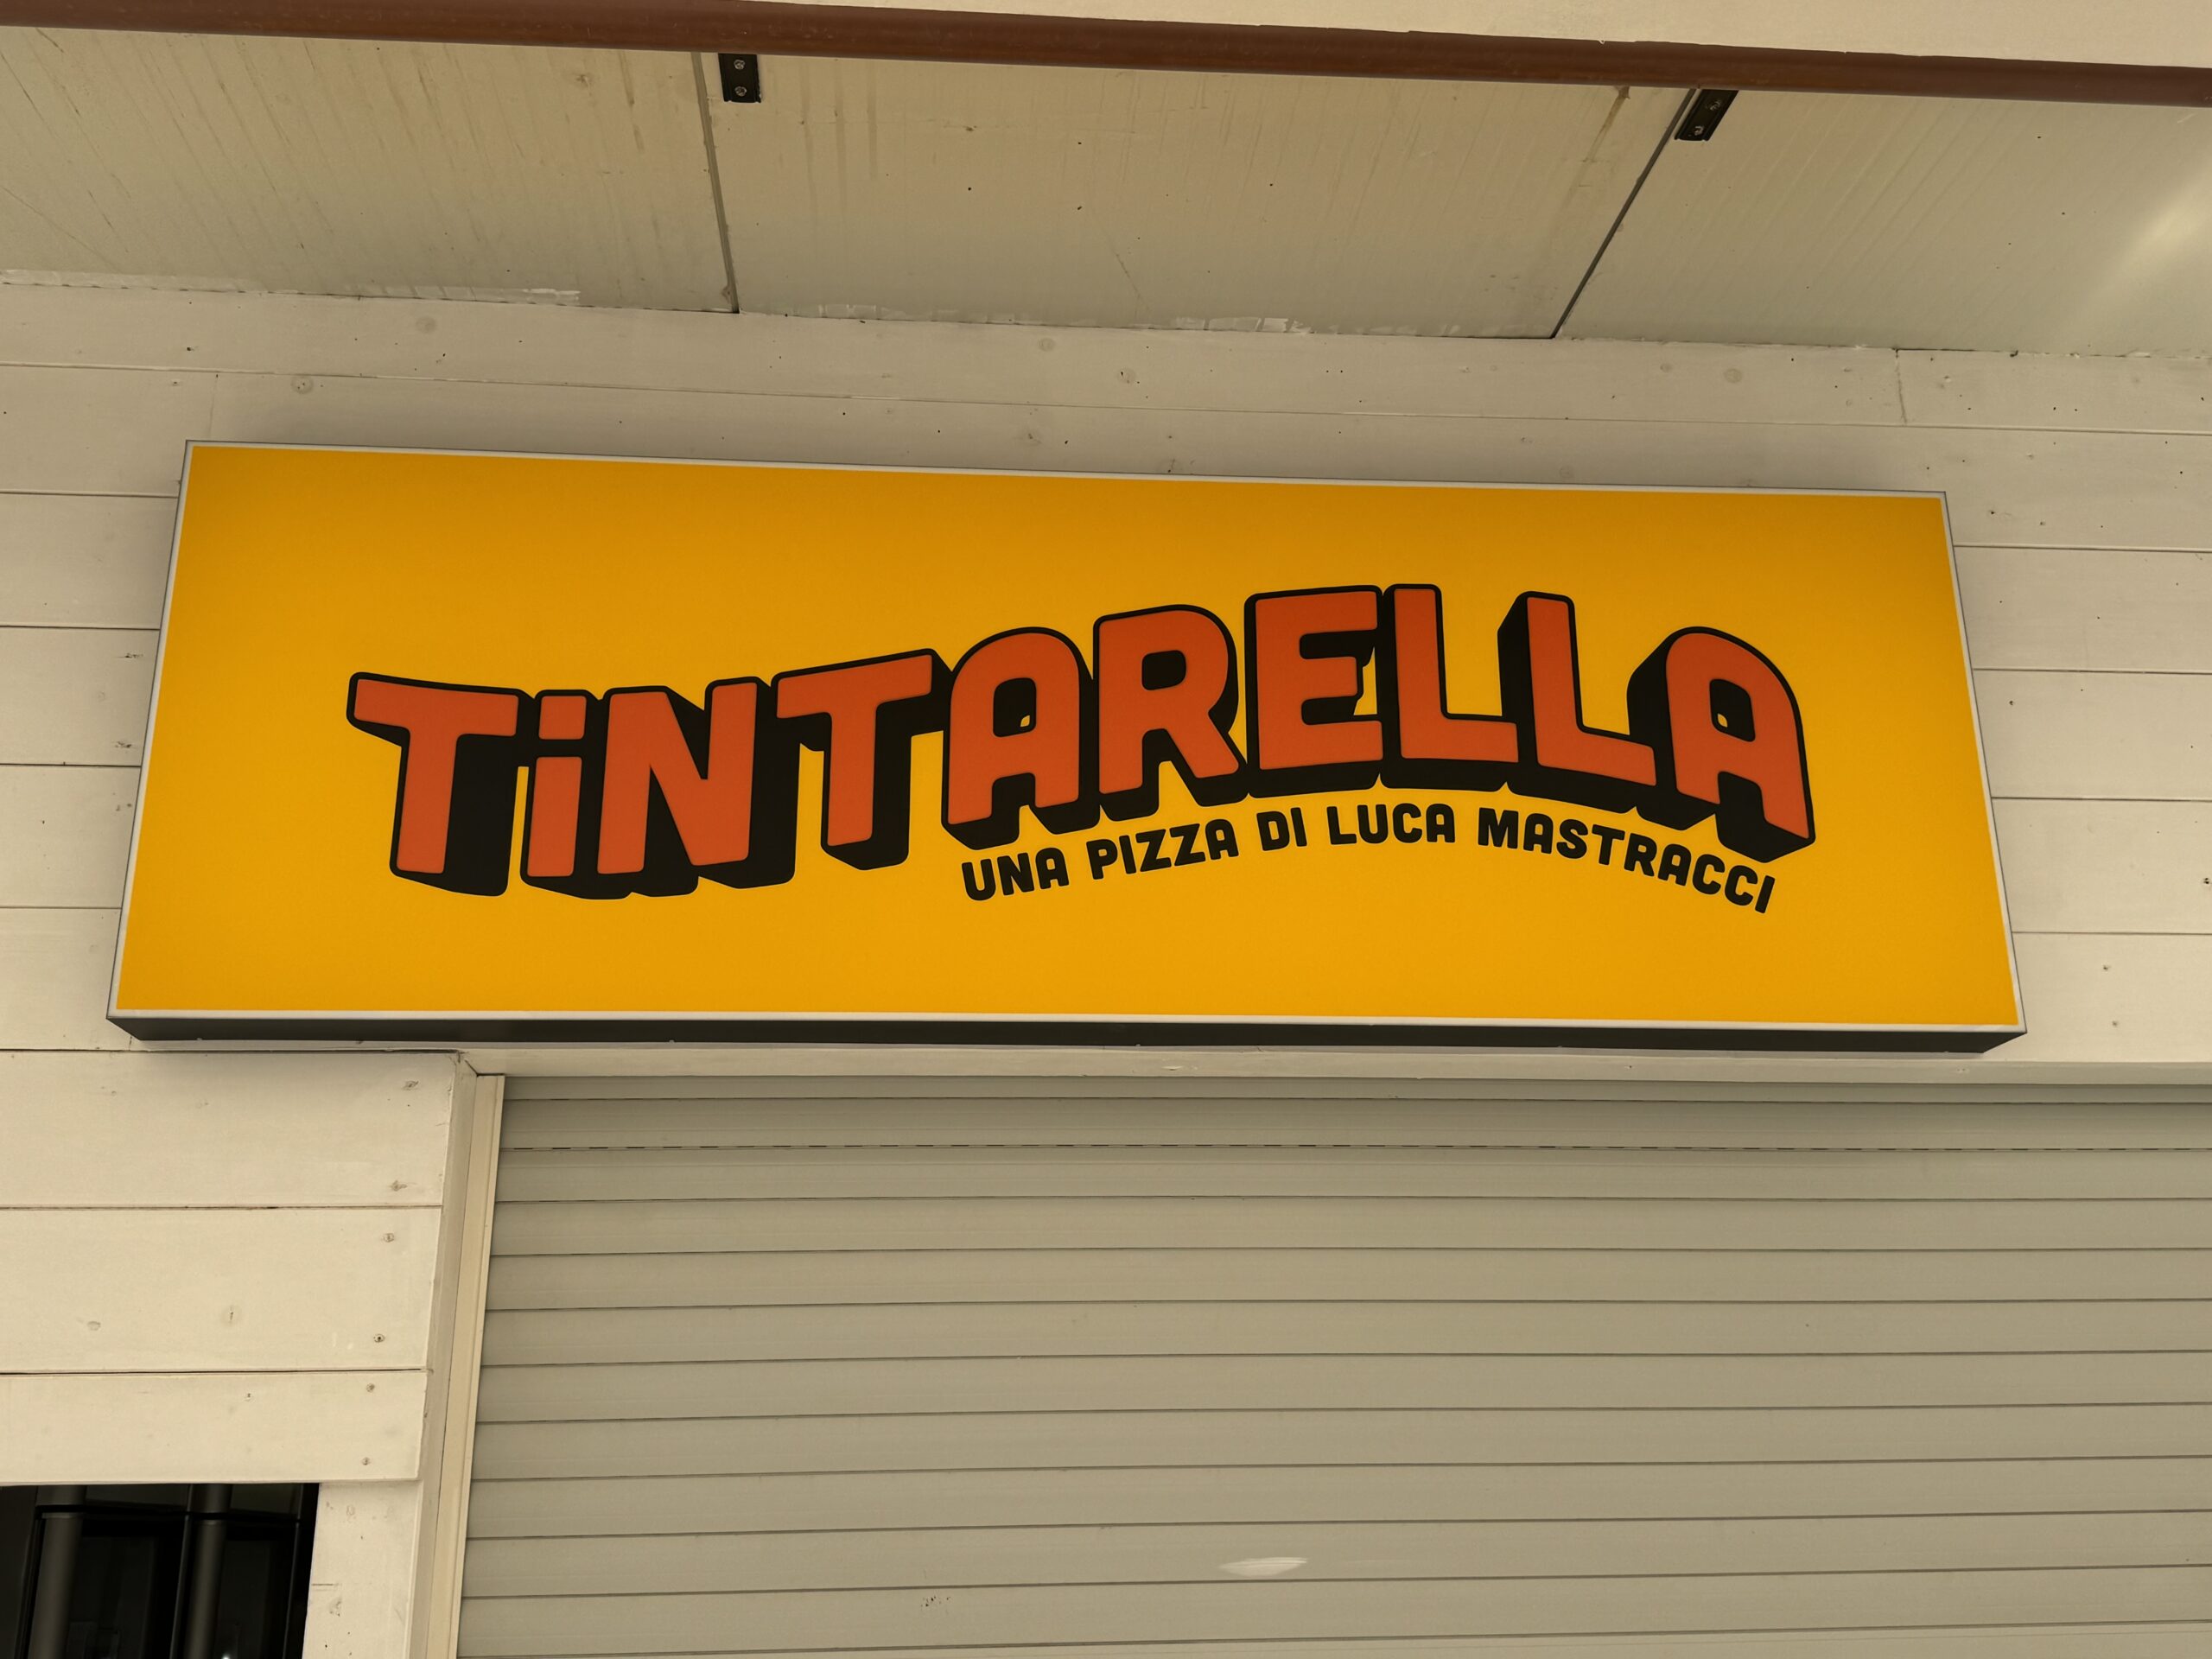 TiNTARELLA
UNA PIZZA DI LUCA MASTRACCI